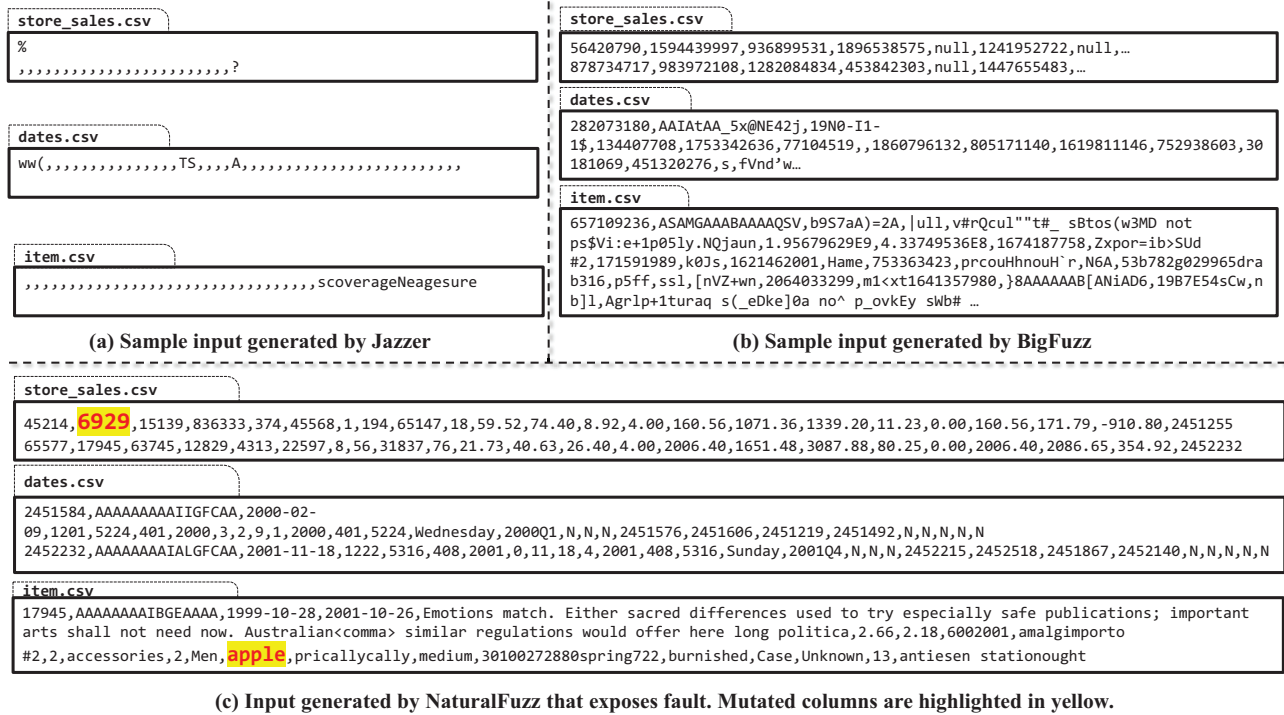 store_sales.csv
%
,,,,,,,,,,,,,,,,,,,,,,,,?
dates.csv
ww(,,,,,,,,,,,,,,,TS,,,,A,,,,,,,,,,,,,,,,,,,,,,,,,
item.csv
,,,,,,,,,,,,,,,,,,,,,,,,,,,,,,,,,scoverageNeagesure
(a) Sample input generated by Jazzer
store_sales.csv
56420790,1594439997,936899531,1896538575,null,1241952722,null,…
878734717,983972108,1282084834,453842303,null,1447655483,…
dates.csv
282073180,AAIAtAA_5x@NE42j,19N0-I1-
1$,134407708,1753342636,77104519,,1860796132,805171140,1619811146,752938603,30
181069,451320276,s,fVnd’w…
item.csv
657109236,ASAMGAAABAAAAQSV,b9S7aA)=2A,|ull,v#rQcul""t#_ sBtos(w3MD not
ps$Vi:e+1p05ly.NQjaun,1.95679629E9,4.33749536E8,1674187758,Zxpor=ib>SUd
#2,171591989,k0Js,1621462001,Hame,753363423,prcouHhnouH`r,N6A,53b782g029965dra
b316,p5ff,ssl,[nVZ+wn,2064033299,m1<xt1641357980,}8AAAAAAB[ANiAD6,19B7E54sCw,n
b]l,Agrlp+1turaq s(_eDke]0a no^ p_ovkEy sWb# …
(b) Sample input generated by BigFuzz
store_sales.csv
45214,6929,15139,836333,374,45568,1,194,65147,18,59.52,74.40,8.92,4.00,160.56,1071.36,1339.20,11.23,0.00,160.56,171.79,-910.80,2451255
65577,17945,63745,12829,4313,22597,8,56,31837,76,21.73,40.63,26.40,4.00,2006.40,1651.48,3087.88,80.25,0.00,2006.40,2086.65,354.92,2452232
dates.csv
2451584,AAAAAAAAAIIGFCAA,2000-02-
09,1201,5224,401,2000,3,2,9,1,2000,401,5224,Wednesday,2000Q1,N,N,N,2451576,2451606,2451219,2451492,N,N,N,N,N
2452232,AAAAAAAAIALGFCAA,2001-11-18,1222,5316,408,2001,0,11,18,4,2001,408,5316,Sunday,2001Q4,N,N,N,2452215,2452518,2451867,2452140,N,N,N,N,N
item.csv
17945,AAAAAAAAIBGEAAAA,1999-10-28,2001-10-26,Emotions match. Either sacred differences used to try especially safe publications; important
arts shall not need now. Australian<comma> similar regulations would offer here long politica,2.66,2.18,6002001,amalgimporto
#2,2,accessories,2,Men,apple,pricallycally,medium,30100272880spring722,burnished,Case,Unknown,13,antiesen stationought
(c) Input generated by NaturalFuzz that exposes fault. Mutated columns are highlighted in yellow.